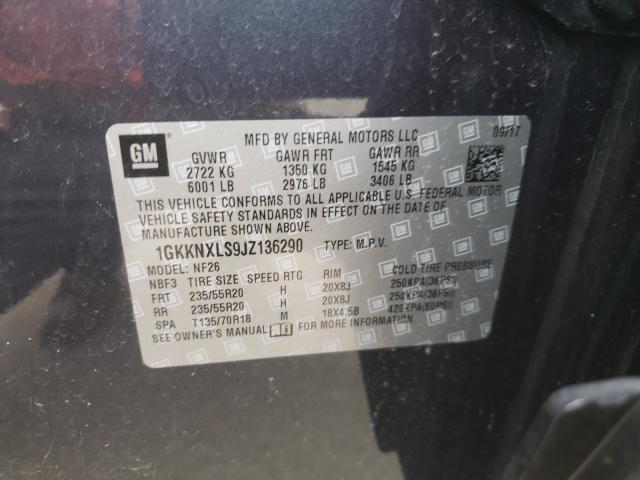 GM
MFD BY GENERAL MOTORS LLC 09/17
GVWR GAWR FRT GAWR RR
2722 KG 1350 KG 1545 KG
6001 LB 2976 LB 3406 LB
THIS VEHICLE CONFORMS TO ALL APPLICABLE U.S. FEDERAL MOTOR
VEHICLE SAFETY STANDARDS IN EFFECT ON THE DATE OF
MANUFACTURE SHOWN ABOVE.
1GKKNXLS9JZ136290 TYPE: M.P.V.
MODEL: NF26
NBF3 TIRE SIZE SPEED RTG RIM COLD TIRE PRESSURE
FRT 235/55R20 H 20X8J 250KPA(36PSI)
RR 235/55R20 H 20X8J 250KPA(36PSI)
SPA T135/70R18 M 18X4.5B 420KPA(60PSI)
SEE OWNER'S MANUAL FOR MORE INFORMATION.